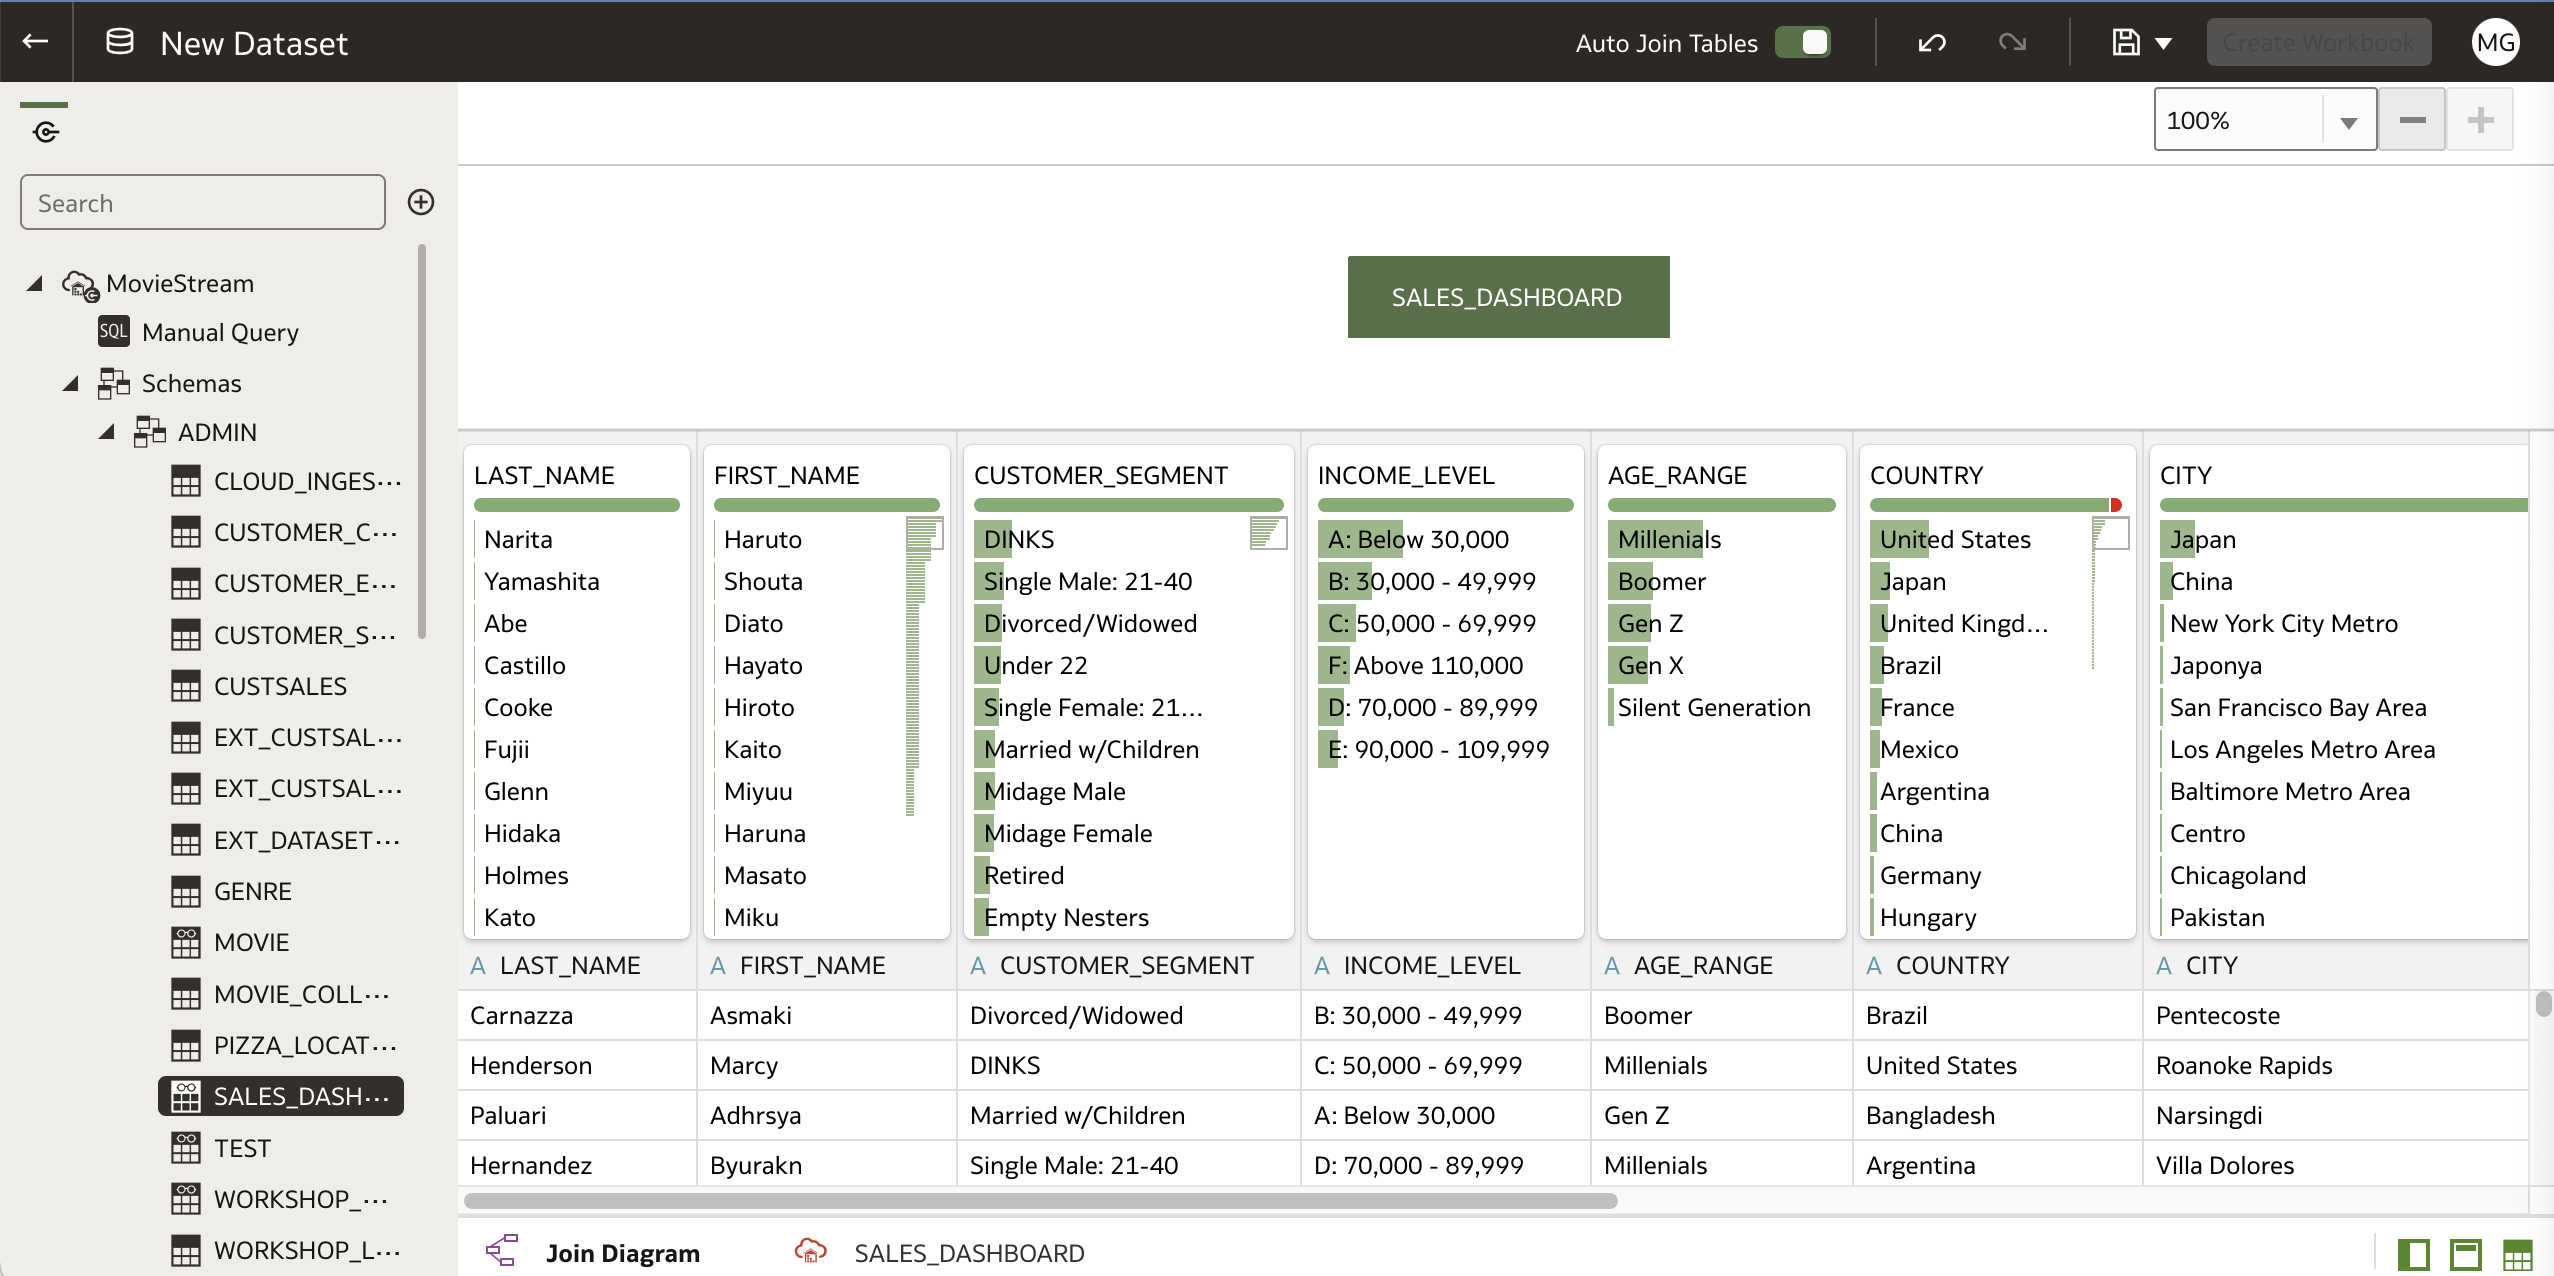 New Dataset
Auto Join Tables
Create Workbook
MG
100%
Search
MovieStream
SQL Manual Query
Schemas
ADMIN
CLOUD_INGES...
CUSTOMER_C...
CUSTOMER_E...
CUSTOMER_S...
CUSTSALES
EXT_CUSTSAL...
EXT_CUSTSAL...
EXT_DATASET...
GENRE
MOVIE
MOVIE_COLL...
PIZZA_LOCAT...
SALES_DASH...
TEST
WORKSHOP_...
WORKSHOP_L...
SALES_DASHBOARD
LAST_NAME
Narita
Yamashita
Abe
Castillo
Cooke
Fujii
Glenn
Hidaka
Holmes
Kato
FIRST_NAME
Haruto
Shouta
Diato
Hayato
Hiroto
Kaito
Miyuu
Haruna
Masato
Miku
CUSTOMER_SEGMENT
DINKS
Single Male: 21-40
Divorced/Widowed
Under 22
Single Female: 21...
Married w/Children
Midage Male
Midage Female
Retired
Empty Nesters
INCOME_LEVEL
A: Below 30,000
B: 30,000 - 49,999
C: 50,000 - 69,999
F: Above 110,000
D: 70,000 - 89,999
E: 90,000 - 109,999
AGE_RANGE
Millenials
Boomer
Gen Z
Gen X
Silent Generation
COUNTRY
United States
Japan
United Kingd...
Brazil
France
Mexico
Argentina
China
Germany
Hungary
CITY
Japan
China
New York City Metro
Japonya
San Francisco Bay Area
Los Angeles Metro Area
Baltimore Metro Area
Centro
Chicagoland
Pakistan
A LAST_NAME A FIRST_NAME A CUSTOMER_SEGMENT A INCOME_LEVEL A AGE_RANGE A COUNTRY A CITY
Carnazza Asmaki Divorced/Widowed B: 30,000 - 49,999 Boomer Brazil Pentecoste
Henderson Marcy DINKS C: 50,000 - 69,999 Millenials United States Roanoke Rapids
Paluari Adhrsya Married w/Children A: Below 30,000 Gen Z Bangladesh Narsingdi
Hernandez Byurakn Single Male: 21-40 D: 70,000 - 89,999 Millenials Argentina Villa Dolores
Join Diagram SALES_DASHBOARD